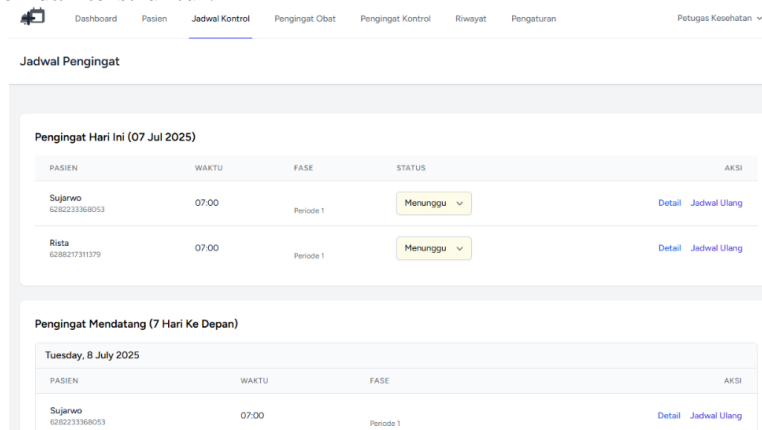 Dashboard Pasien Jadwal Kontrol Pengingat Obat Pengingat Kontrol Riwayat Pengaturan Petugas Kesehatan
Jadwal Pengingat
Pengingat Hari Ini (07 Jul 2025)
PASIEN WAKTU FASE STATUS AKSI
Sujarwo 07:00 Menunggu Detail Jadwal Ulang
6282233368053 Periode 1
Rista 07:00 Menunggu Detail Jadwal Ulang
6288217311379 Periode 1
Pengingat Mendatang (7 Hari Ke Depan)
Tuesday, 8 July 2025
PASIEN WAKTU FASE AKSI
Sujarwo 07:00 Detail Jadwal Ulang
6282233368053 Periode 1